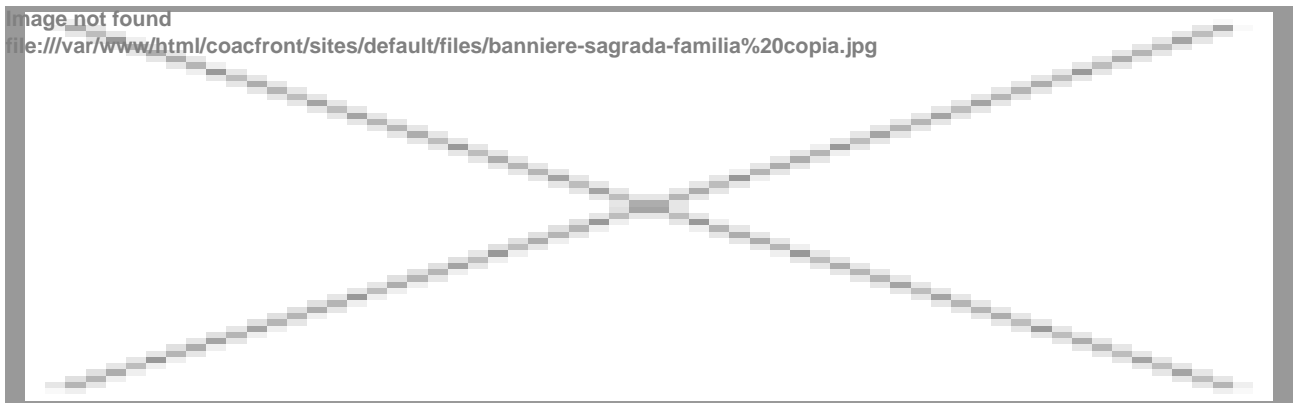 Image not found
file:///var/www/html/coacfront/sites/default/files/banniere-sagrada-familia%20copia.jpg